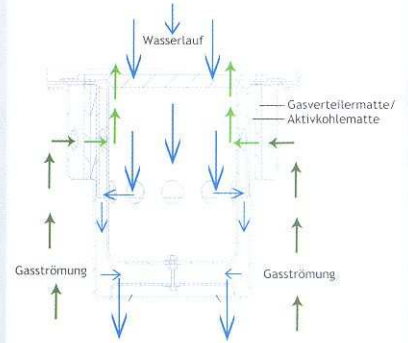 Wasserlauf
Gasverteilermatte/
Aktivkohlematte
Gasströmung
Gasströmung